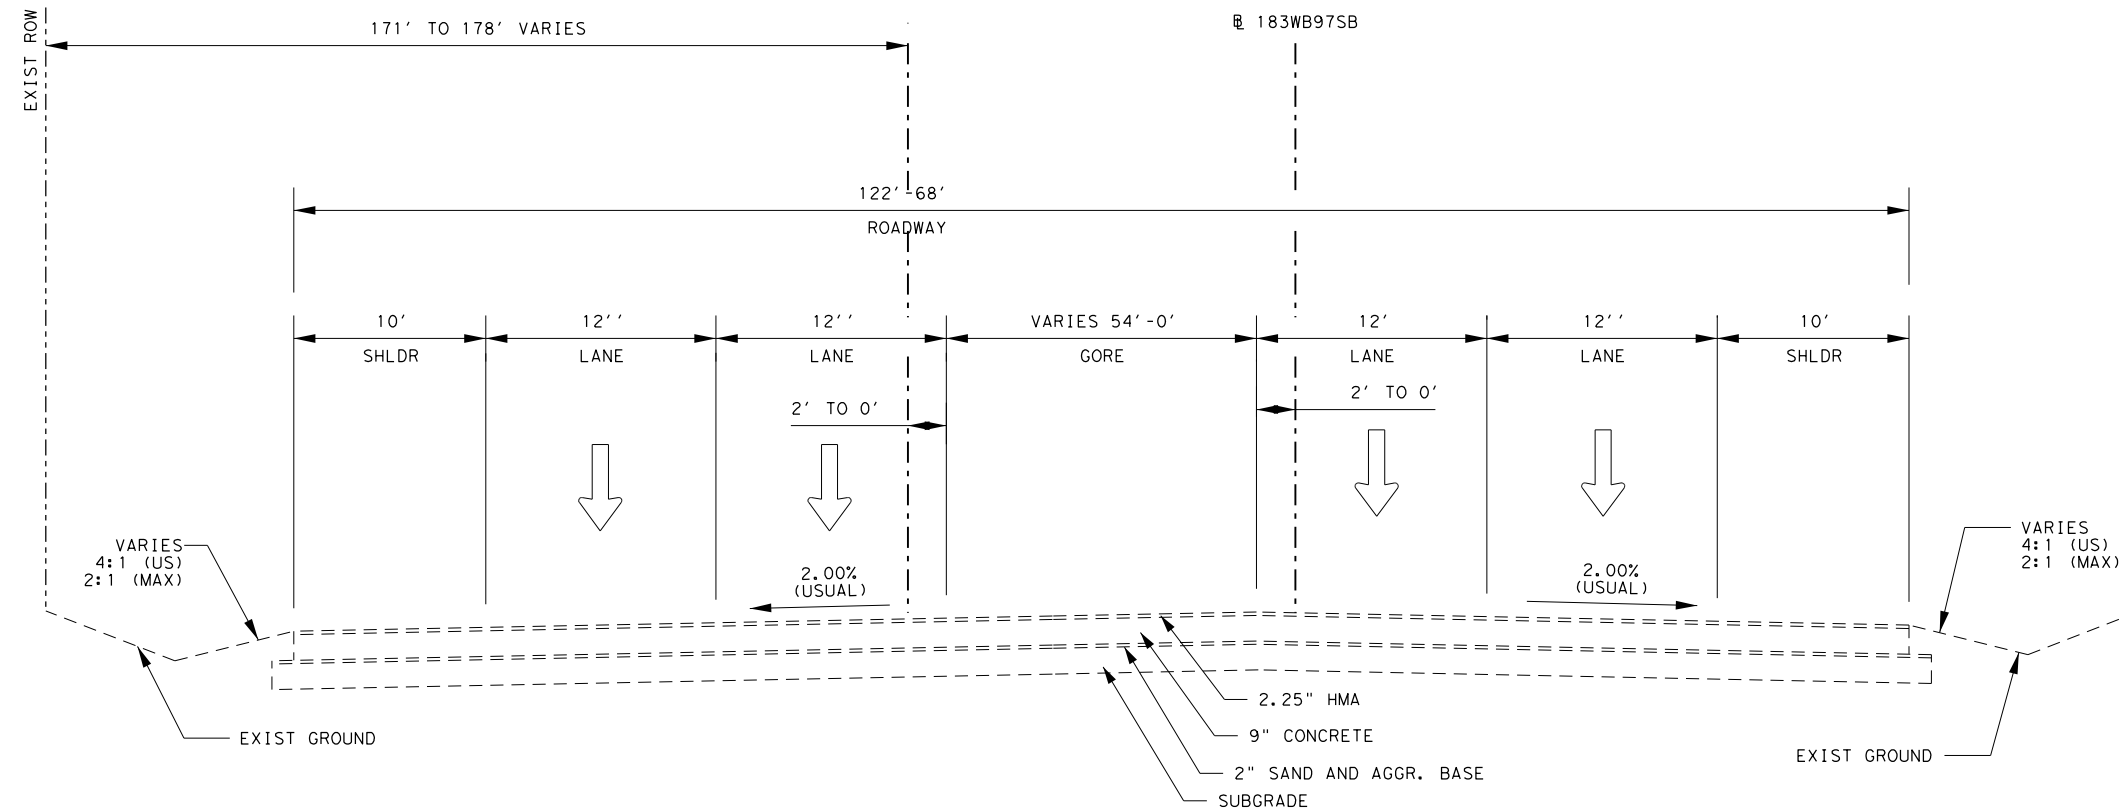 EXIST ROW
171' TO 178' VARIES
℄ 183WB97SB
122'-68'
ROADWAY
10'
SHLDR
12''
LANE
12''
LANE
VARIES 54'-0'
GORE
12'
LANE
12''
LANE
10'
SHLDR
2' TO 0'
2' TO 0'
VARIES
4:1 (US)
2:1 (MAX)
2.00%
(USUAL)
2.00%
(USUAL)
VARIES
4:1 (US)
2:1 (MAX)
EXIST GROUND
2.25" HMA
9" CONCRETE
2" SAND AND AGGR. BASE
SUBGRADE
EXIST GROUND